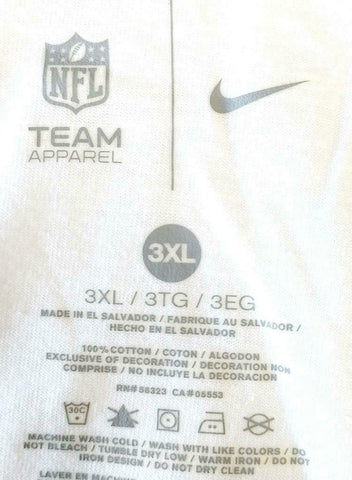 NFL
TEAM
APPAREL
3XL
3XL / 3TG / 3EG
MADE IN EL SALVADOR / FABRIQUE AU SALVADOR /
HECHO EN EL SALVADOR
100% COTTON / COTON / ALGODON
EXCLUSIVE OF DECORATION / DECORATION NON
COMPRISE / NO INCLUYE LA DECORACION
RN#56323 CA#05553
30C
MACHINE WASH COLD / WASH WITH LIKE COLORS / DO
NOT BLEACH / TUMBLE DRY LOW / WARM IRON / DO NOT
IRON DESIGN / DO NOT DRY CLEAN
LAVER EN MACHINE